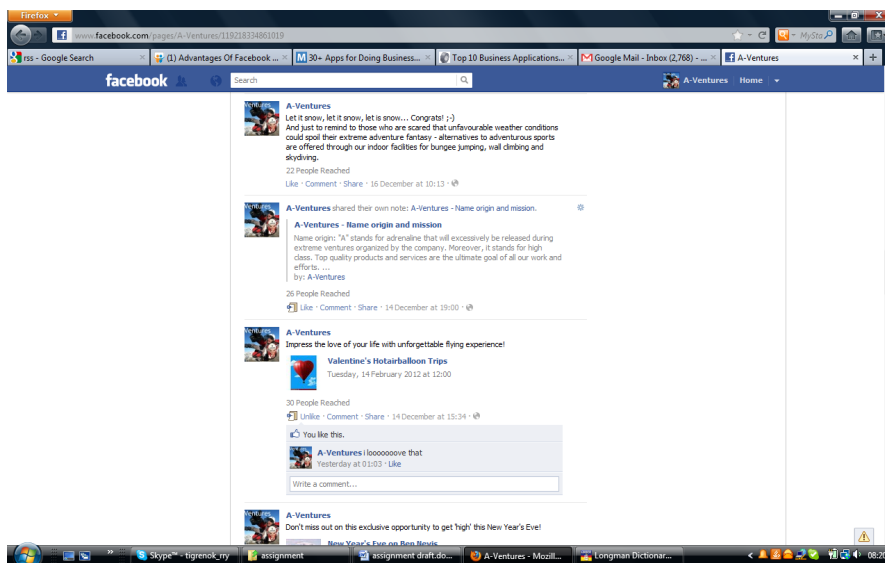 Firefox
www.facebook.com/pages/A-Ventures/119218334861019
rss - Google Search
(1) Advantages Of Facebook ...
30+ Apps for Doing Business...
Top 10 Business Applications...
Google Mail - Inbox (2,768) - ...
A-Ventures
facebook
Search
A-Ventures
Home
A-Ventures
Let it snow, let it snow, let is snow... Congrats! ;-)
And just to remind to those who are scared that unfavourable weather conditions
could spoil their extreme adventure fantasy - alternatives to adventurous sports
are offered through our indoor facilities for bungee jumping, wall climbing and
skydiving.
22 People Reached
Like · Comment · Share · 16 December at 10:13 ·
A-Ventures shared their own note: A-Ventures - Name origin and mission.
A-Ventures - Name origin and mission
Name origin: "A" stands for adrenaline that will excessively be released during
extreme ventures organized by the company. Moreover, it stands for high
class. Top quality products and services are the ultimate goal of all our work and
efforts. ...
by: A-Ventures
26 People Reached
Like · Comment · Share · 14 December at 19:00 ·
A-Ventures
Impress the love of your life with unforgettable flying experience!
Valentine's Hotairballoon Trips
Tuesday, 14 February 2012 at 12:00
30 People Reached
Unlike · Comment · Share · 14 December at 15:34 ·
You like this.
A-Ventures i looooooove that
Yesterday at 01:03 · Like
Write a comment...
A-Ventures
Don't miss out on this exclusive opportunity to get 'high' this New Year's Eve!
New Year's Eve on Ben Nevis
Skype™ - tigrenok_rry
assignment
assignment draft.do...
A-Ventures - Mozill...
Longman Dictionar...
08:20